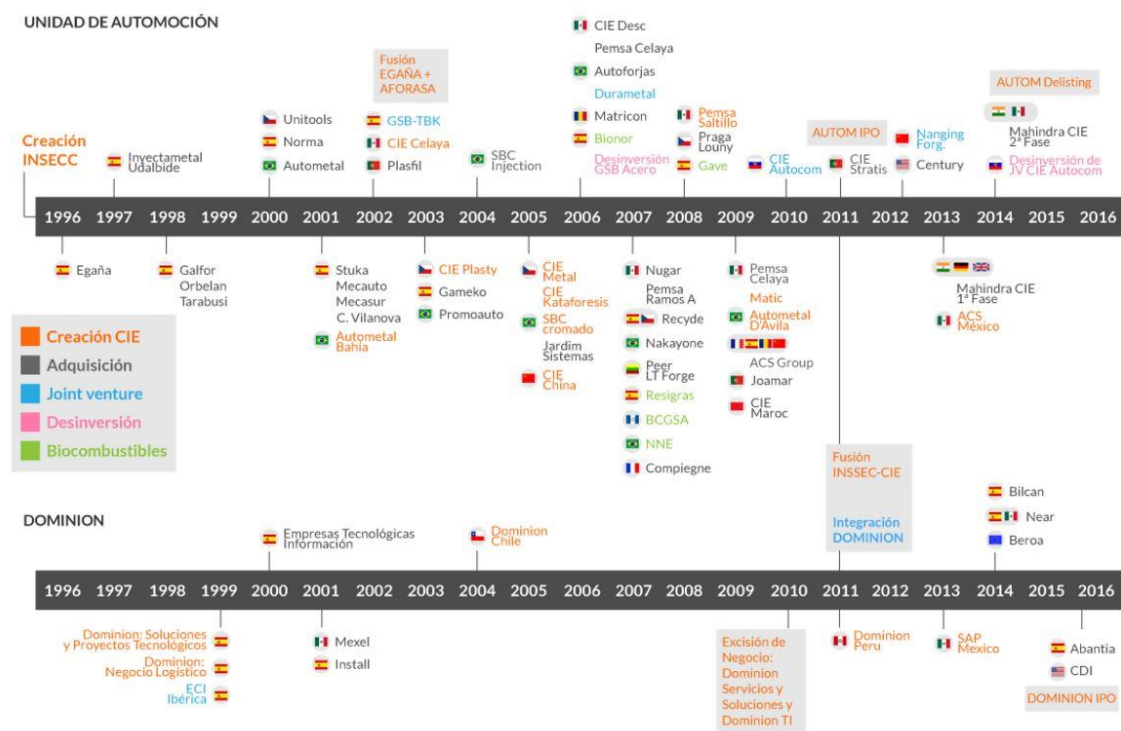 UNIDAD DE AUTOMOCIÓN
Creación
INSECC
Inyectametal
Udalbide
Unitools
Norma
Autometal
Fusión
EGAÑA +
AFORASA
GSB-TBK
CIE Celaya
Plasfil
SBC
Injection
CIE Desc
Pemsa Celaya
Autoforjas
Durametal
Matricon
Bionor
Desinversión
GSB Acero
Pemsa
Saltillo
Praga
Louny
Gave
CIE
Autocom
AUTOM IPO
CIE
Stratis
Nanging
Forg.
Century
AUTOM Delisting
Mahindra CIE
2ª Fase
Desinversión de
JV CIE Autocom
1996 1997 1998 1999 2000 2001 2002 2003 2004 2005 2006 2007 2008 2009 2010 2011 2012 2013 2014 2015 2016
Egaña
Galfor
Orbelan
Tarabusi
Stuka
Mecauto
Mecasur
C. Vilanova
Autometal
Bahía
CIE Plasty
Gameko
Promoauto
CIE
Metal
CIE
Kataforesis
SBC
cromado
Jardim
Sistemas
CIE
China
Nugar
Pemsa
Ramos A
Recyde
Nakayone
Peer
LT Forge
Resigras
BCGSA
NNE
Compiegne
Pemsa
Celaya
Matic
Autometal
D'Avila
ACS Group
Joamar
CIE
Maroc
Mahindra CIE
1ª Fase
ACS
México
Creación CIE
Adquisición
Joint venture
Desinversión
Biocombustibles
Fusión
INSSEC-CIE
Integración
DOMINION
DOMINION
Empresas Tecnológicas
Información
Dominion
Chile
Bilcan
Near
Beroa
1996 1997 1998 1999 2000 2001 2002 2003 2004 2005 2006 2007 2008 2009 2010 2011 2012 2013 2014 2015 2016
Dominion: Soluciones
y Proyectos Tecnológicos
Dominion:
Negocio Logístico
ECI
Ibérica
Mexel
Install
Excisión de
Negocio:
Dominion
Servicios y
Soluciones y
Dominion TI
Dominion
Peru
SAP
Mexico
Abantia
CDI
DOMINION IPO